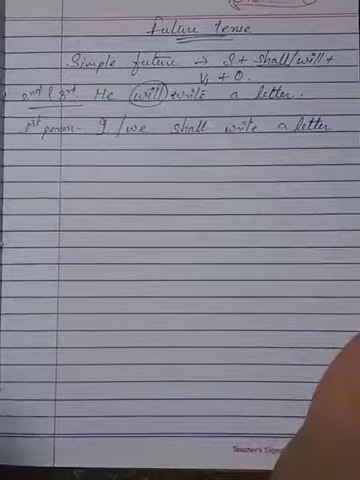 Future tense
Simple future → S + shall/will +
V₁ + O.
2nd & 3rd. He will write a letter.
1st person. I/we shall write a letter
Teacher's Signa